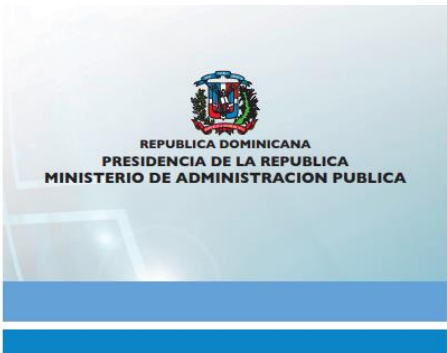 REPUBLICA DOMINICANA
PRESIDENCIA DE LA REPUBLICA
MINISTERIO DE ADMINISTRACION PUBLICA